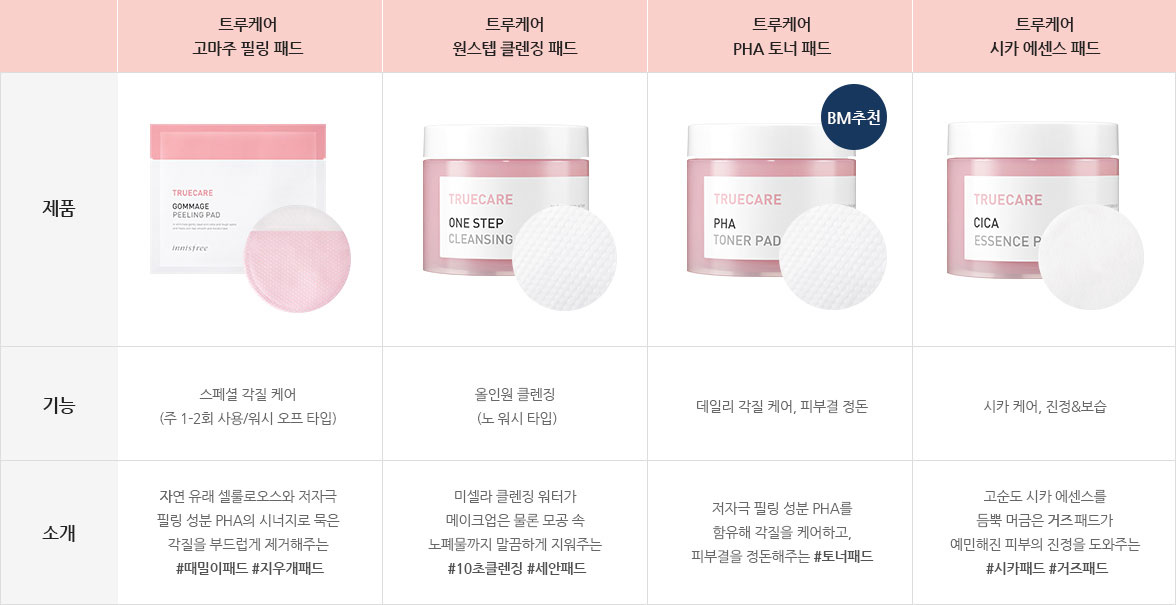 트루케어
고마주 필링 패드
트루케어
원스텝 클렌징 패드
트루케어
PHA 토너 패드
트루케어
시카 에센스 패드
제품
TRUECARE
GOMMAGE
PEELING PAD
innisfree
TRUECARE
ONE STEP
CLEANSING
BM추천
TRUECARE
PHA
TONER PAD
TRUECARE
CICA
ESSENCE P
기능
스페셜 각질 케어
(주 1-2회 사용/워시 오프 타입)
올인원 클렌징
(노 워시 타입)
데일리 각질 케어, 피부결 정돈
시카 케어, 진정&보습
소개
자연 유래 셀룰로오스와 저자극
필링 성분 PHA의 시너지로 묵은
각질을 부드럽게 제거해주는
#때밀이패드 #지우개패드
미셀라 클렌징 워터가
메이크업은 물론 모공 속
노폐물까지 말끔하게 지워주는
#10초클렌징 #세안패드
저자극 필링 성분 PHA를
함유해 각질을 케어하고,
피부결을 정돈해주는 #토너패드
고순도 시카 에센스를
듬뿍 머금은 거즈패드가
예민해진 피부의 진정을 도와주는
#시카패드 #거즈패드